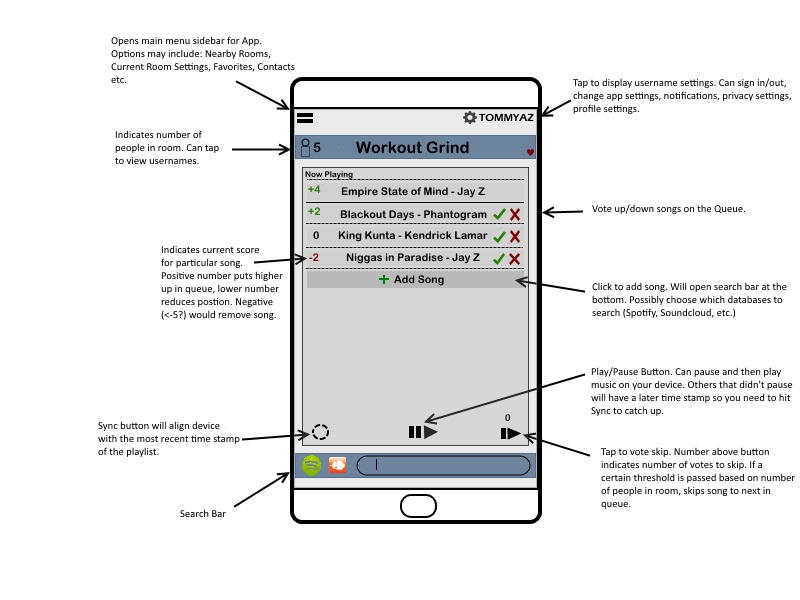 Opens main menu sidebar for App.
Options may include: Nearby Rooms,
Current Room Settings, Favorites, Contacts
etc.
Tap to display username settings. Can sign in/out,
change app settings, notifications, privacy settings,
profile settings.
TOMMYAZ
Indicates number of
people in room. Can tap
to view usernames.
5 Workout Grind
Now Playing
+4 Empire State of Mind - Jay Z
+2 Blackout Days - Phantogram
0 King Kunta - Kendrick Lamar
-2 Niggas in Paradise - Jay Z
+ Add Song
Vote up/down songs on the Queue.
Indicates current score
for particular song.
Positive number puts higher
up in queue, lower number
reduces postion. Negative
(<-5?) would remove song.
Click to add song. Will open search bar at the
bottom. Possibly choose which databases to
search (Spotify, Soundcloud, etc.)
Play/Pause Button. Can pause and then play
music on your device. Others that didn't pause
will have a later time stamp so you need to hit
Sync to catch up.
0
Sync button will align device
with the most recent time stamp
of the playlist.
Tap to vote skip. Number above button
indicates number of votes to skip. If a
certain threshold is passed based on number
of people in room, skips song to next in
queue.
Search Bar